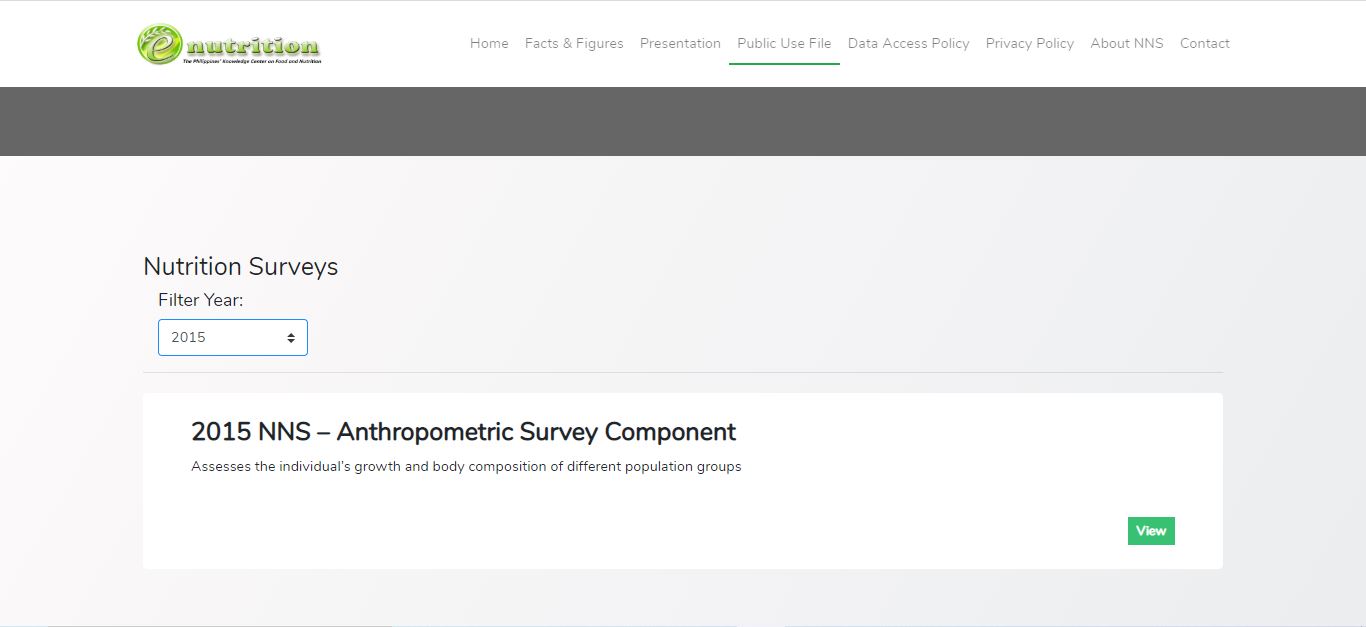 e nutrition
The Philippines' Knowledge Center on Food and Nutrition
Home Facts & Figures Presentation Public Use File Data Access Policy Privacy Policy About NNS Contact
Nutrition Surveys
Filter Year:
2015
2015 NNS – Anthropometric Survey Component
Assesses the individual's growth and body composition of different population groups
View